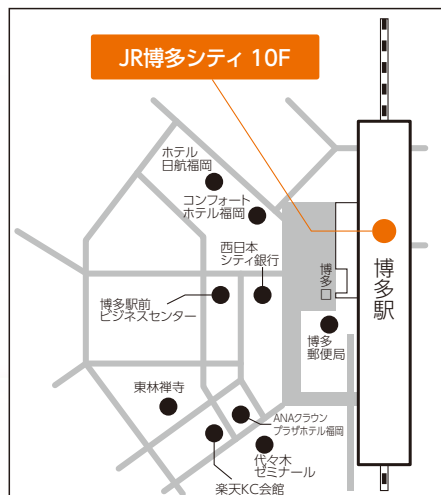 JR博多シティ 10F
ホテル
日航福岡
コンフォート
ホテル福岡
西日本
シティ銀行
博多口
博多駅
博多駅前
ビジネスセンター
博多
郵便局
東林禅寺
ANAクラウン
プラザホテル福岡
代々木
ゼミナール
楽天KC会館